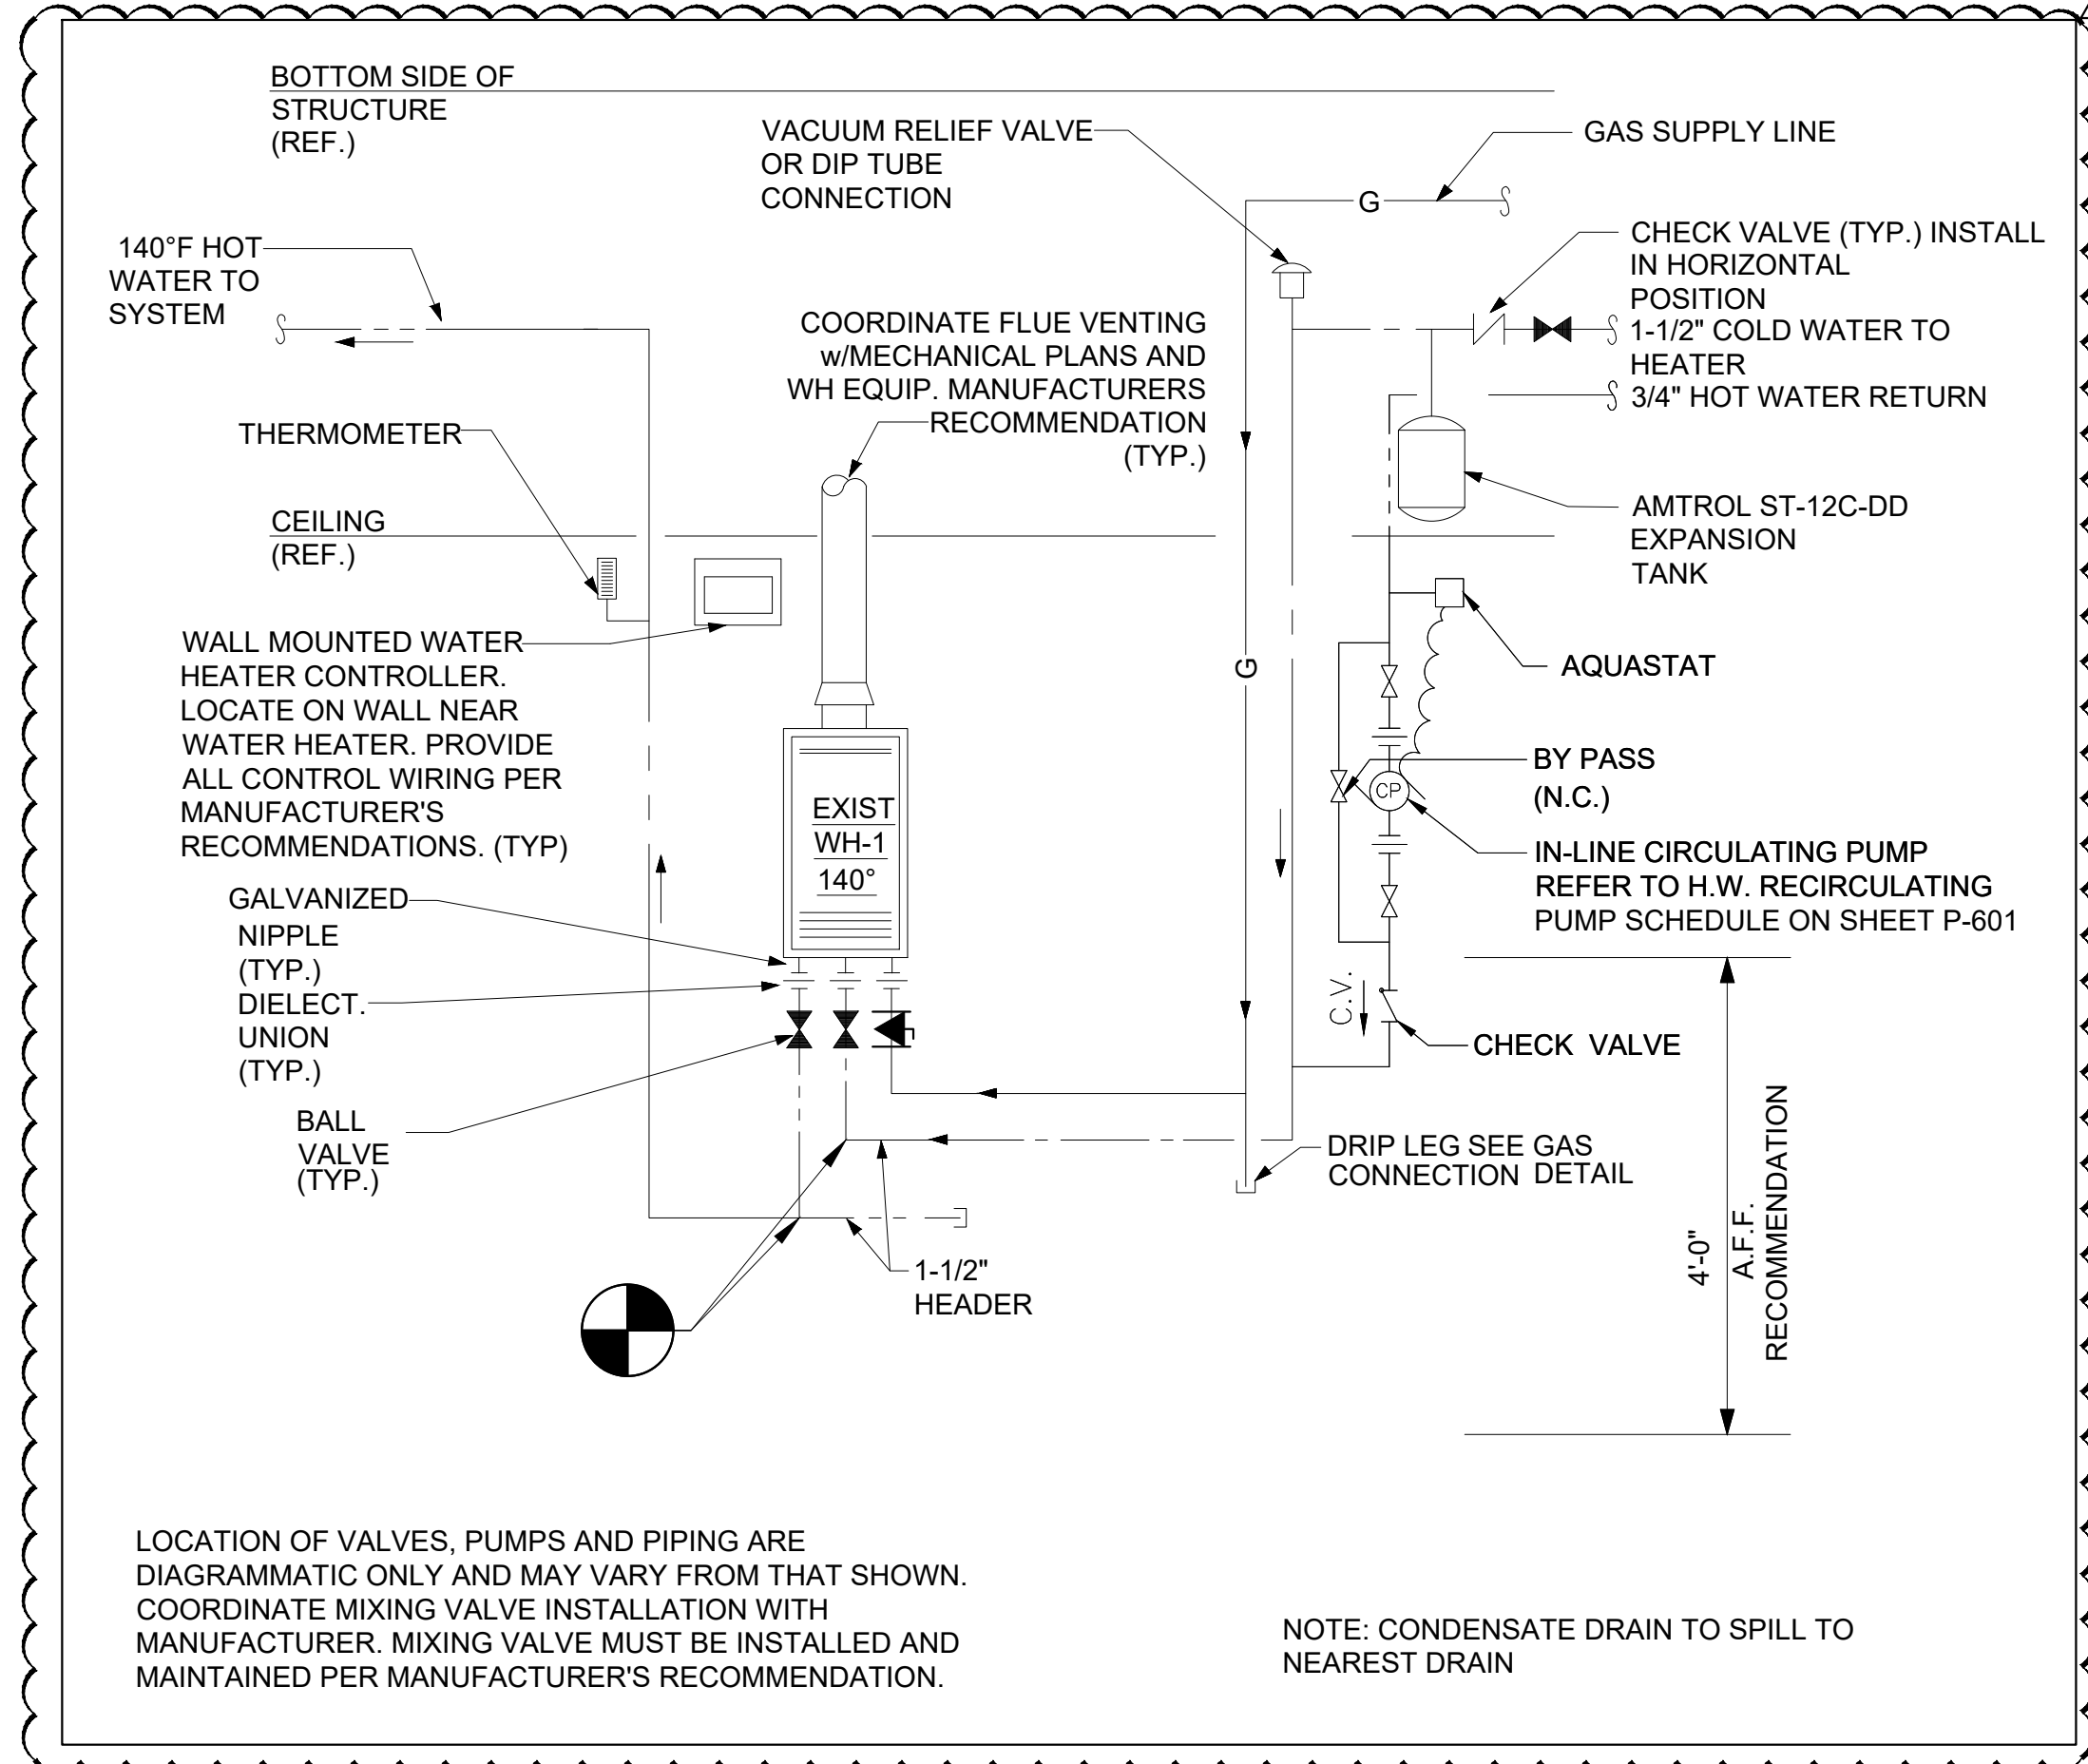 BOTTOM SIDE OF
STRUCTURE
(REF.)
VACUUM RELIEF VALVE
OR DIP TUBE
CONNECTION
GAS SUPPLY LINE
G
140°F HOT
WATER TO
SYSTEM
CHECK VALVE (TYP.) INSTALL
IN HORIZONTAL
POSITION
1-1/2" COLD WATER TO
HEATER
3/4" HOT WATER RETURN
COORDINATE FLUE VENTING
w/MECHANICAL PLANS AND
WH EQUIP. MANUFACTURERS
RECOMMENDATION
(TYP.)
THERMOMETER
CEILING
(REF.)
AMTROL ST-12C-DD
EXPANSION
TANK
WALL MOUNTED WATER
HEATER CONTROLLER.
LOCATE ON WALL NEAR
WATER HEATER. PROVIDE
ALL CONTROL WIRING PER
MANUFACTURER'S
RECOMMENDATIONS. (TYP)
G
AQUASTAT
BY PASS
(N.C.)
CP
EXIST
WH-1
140°
IN-LINE CIRCULATING PUMP
REFER TO H.W. RECIRCULATING
PUMP SCHEDULE ON SHEET P-601
GALVANIZED
NIPPLE
(TYP.)
DIELECT.
UNION
(TYP.)
C.V.
CHECK VALVE
BALL
VALVE
(TYP.)
DRIP LEG SEE GAS
CONNECTION DETAIL
1-1/2"
HEADER
4'-0"
A.F.F.
RECOMMENDATION
LOCATION OF VALVES, PUMPS AND PIPING ARE
DIAGRAMMATIC ONLY AND MAY VARY FROM THAT SHOWN.
COORDINATE MIXING VALVE INSTALLATION WITH
MANUFACTURER. MIXING VALVE MUST BE INSTALLED AND
MAINTAINED PER MANUFACTURER'S RECOMMENDATION.
NOTE: CONDENSATE DRAIN TO SPILL TO
NEAREST DRAIN